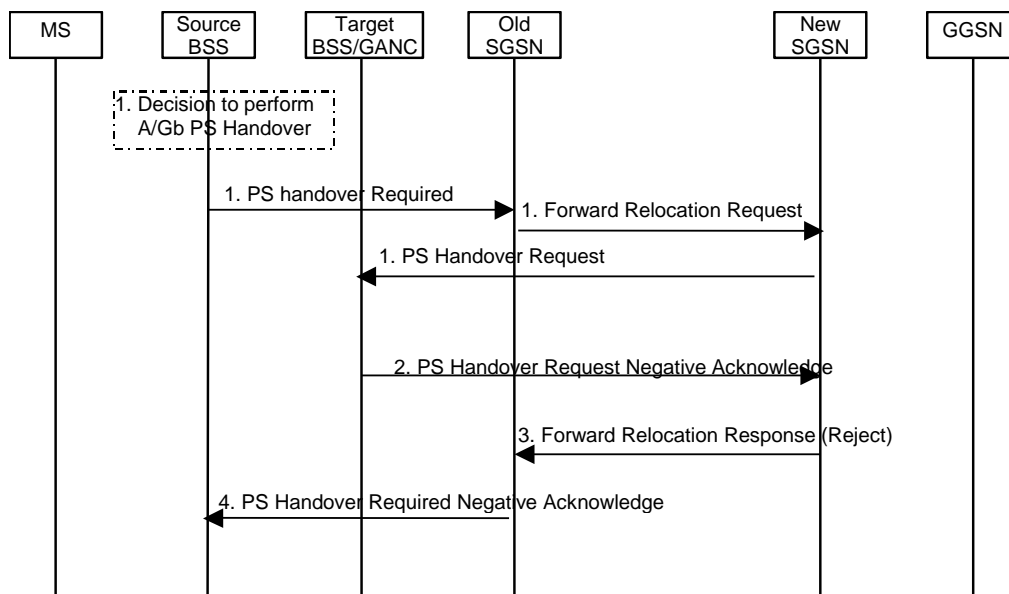 MS
Source
BSS
Target
BSS/GANC
Old
SGSN
New
SGSN
GGSN
1. Decision to perform
A/Gb PS Handover
1. PS handover Required
1. Forward Relocation Request
1. PS Handover Request
2. PS Handover Request Negative Acknowledge
3. Forward Relocation Response (Reject)
4. PS Handover Required Negative Acknowledge